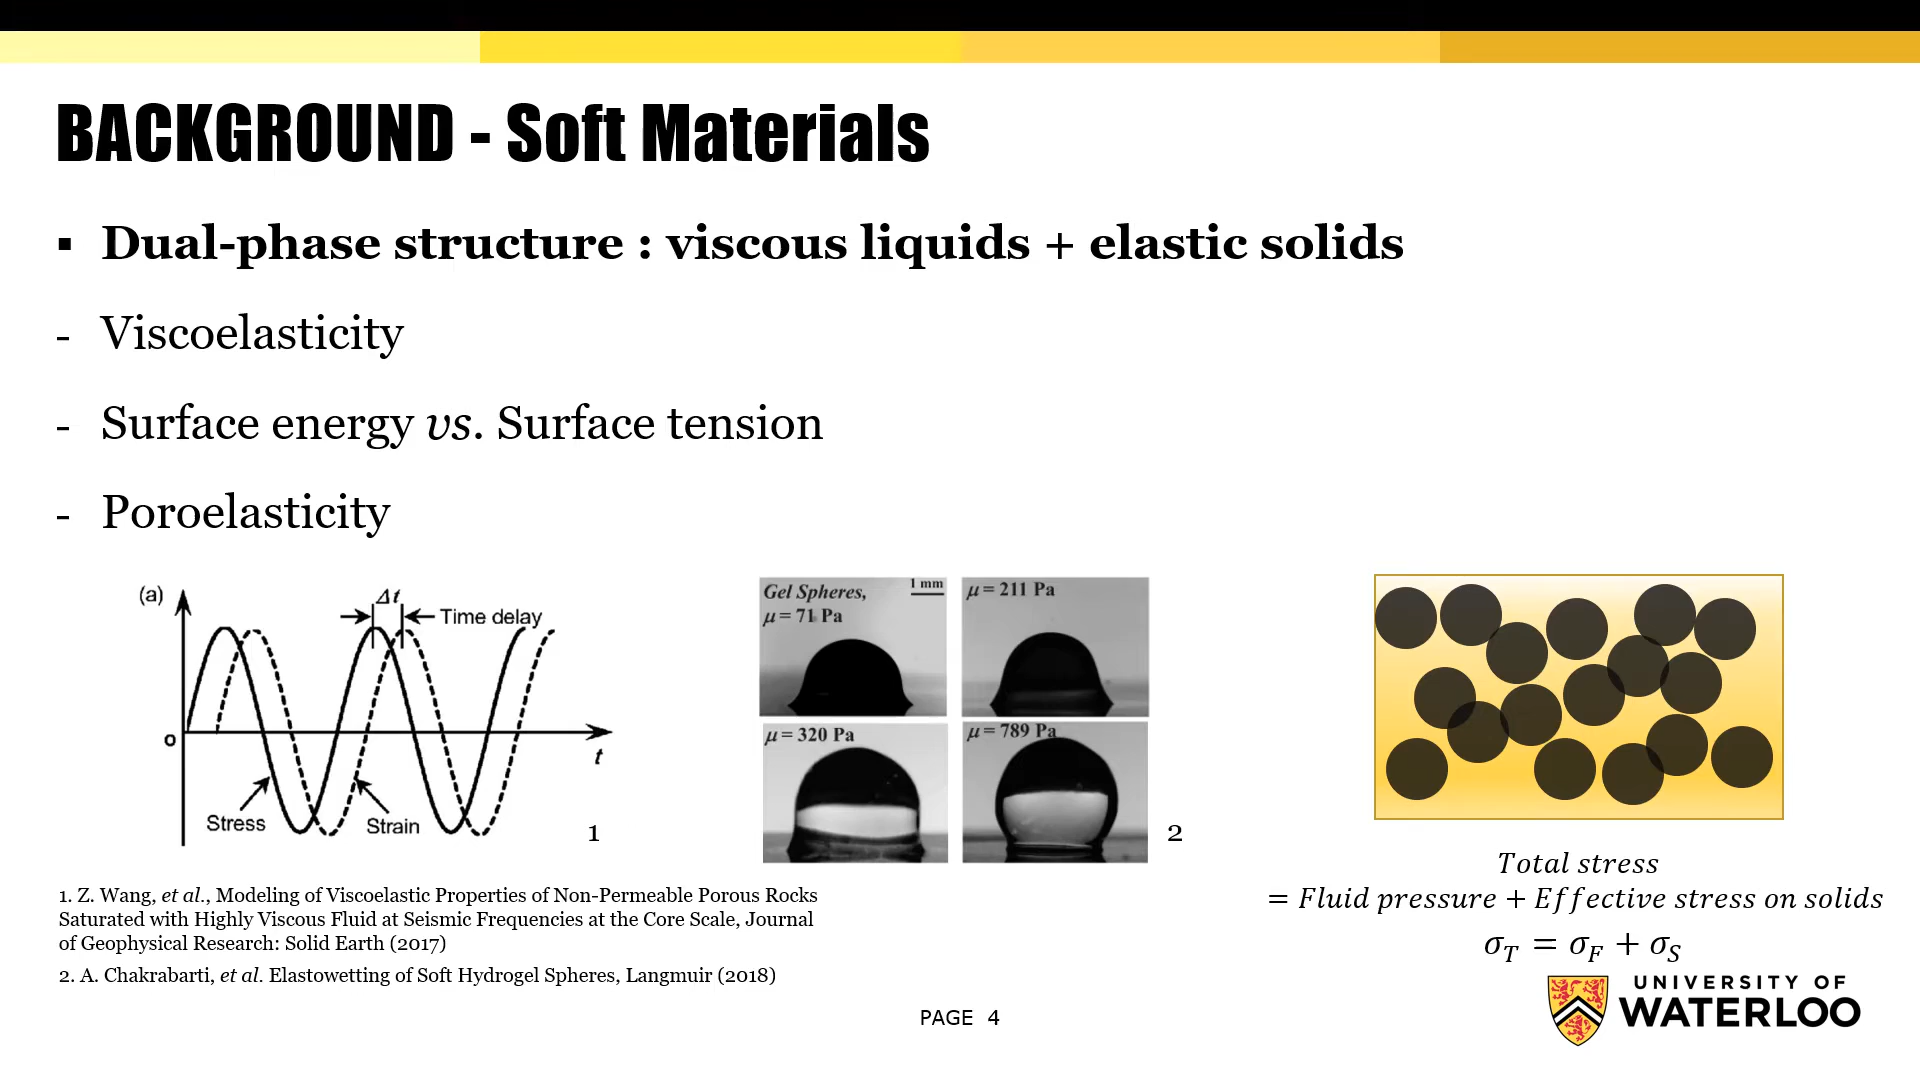 BACKGROUND - Soft Materials
▪ Dual-phase structure : viscous liquids + elastic solids
- Viscoelasticity
- Surface energy vs. Surface tension
- Poroelasticity
(a)
Δt
Time delay
o
t
Stress
Strain
1
Gel Spheres,
μ = 71 Pa
1 mm
μ = 211 Pa
μ = 320 Pa
μ = 789 Pa
2
Total stress
= Fluid pressure + Effective stress on solids
σ_T = σ_F + σ_S
1. Z. Wang, et al., Modeling of Viscoelastic Properties of Non-Permeable Porous Rocks
Saturated with Highly Viscous Fluid at Seismic Frequencies at the Core Scale, Journal
of Geophysical Research: Solid Earth (2017)
2. A. Chakrabarti, et al. Elastowetting of Soft Hydrogel Spheres, Langmuir (2018)
PAGE 4
UNIVERSITY OF
WATERLOO